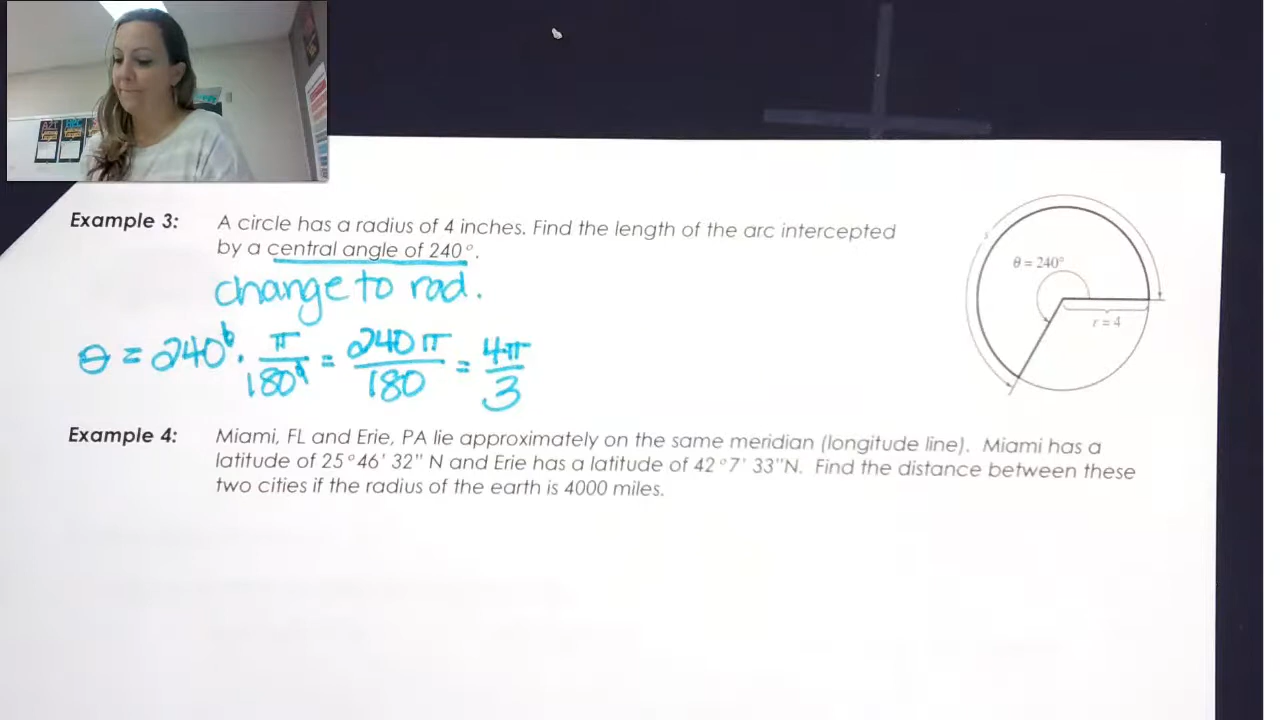 Example 3: A circle has a radius of 4 inches. Find the length of the arc intercepted
by a central angle of 240°.
change to rad.
θ = 240° · π/180° = 240π/180 = 4π/3
θ = 240°
r = 4
s
Example 4: Miami, FL and Erie, PA lie approximately on the same meridian (longitude line). Miami has a
latitude of 25°46' 32" N and Erie has a latitude of 42°7' 33"N. Find the distance between these
two cities if the radius of the earth is 4000 miles.